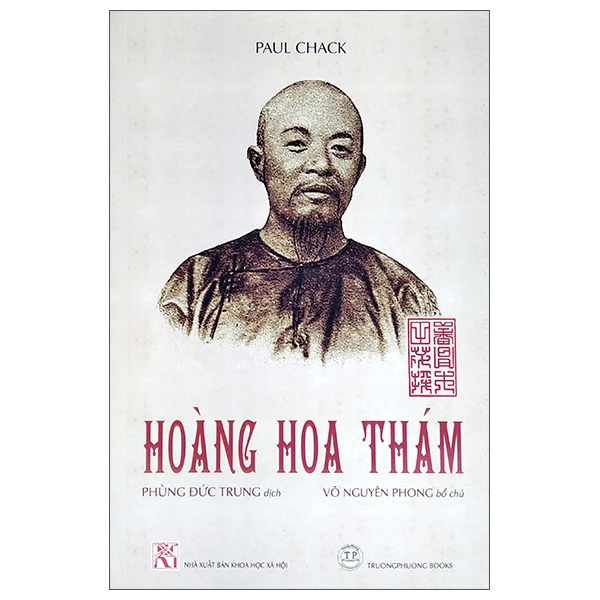 PAUL CHACK
HOÀNG HOA THÁM
PHÙNG ĐỨC TRUNG dịch
VÕ NGUYÊN PHONG bổ chú
NHÀ XUẤT BẢN KHOA HỌC XÃ HỘI
TP
TRUONGPHUONG BOOKS